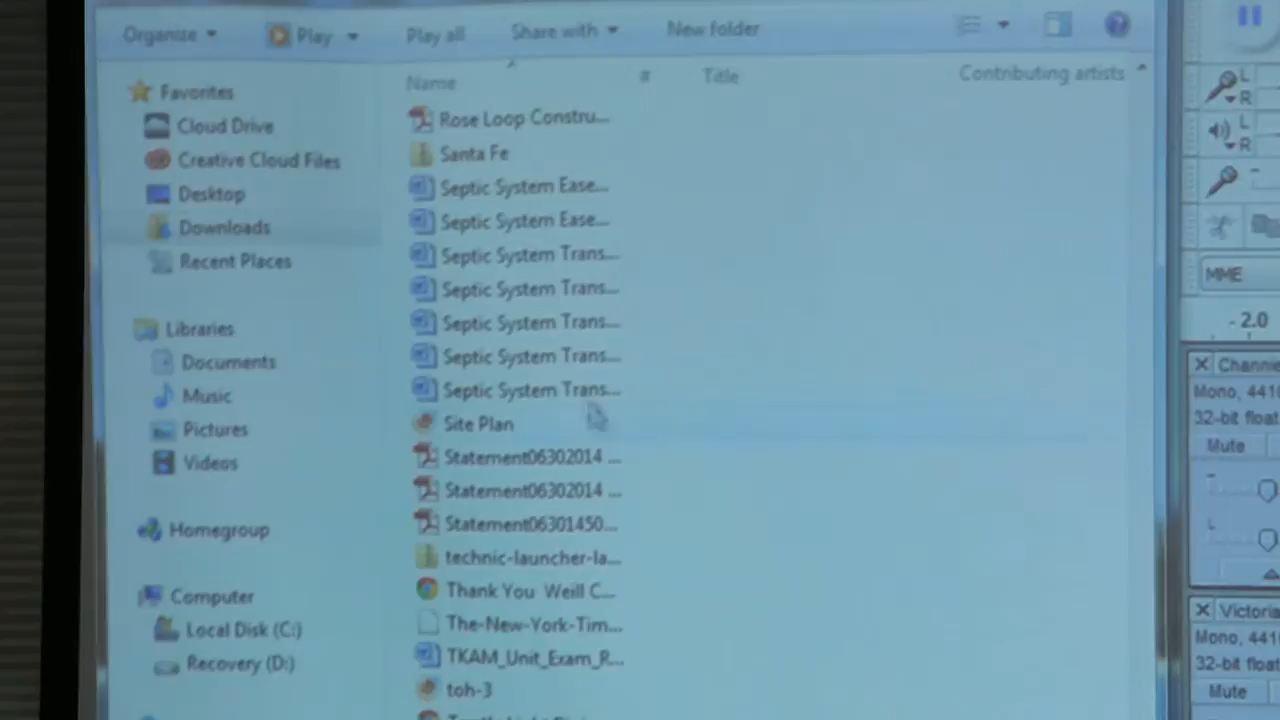 Organize Play Play all Share with New folder
Name # Title Contributing artists
Favorites
Cloud Drive
Creative Cloud Files
Desktop
Downloads
Recent Places
Libraries
Documents
Music
Pictures
Videos
Homegroup
Computer
Local Disk (C:)
Recovery (D:)
Rose Loop Constru...
Santa Fe
Septic System Ease...
Septic System Ease...
Septic System Trans...
Septic System Trans...
Septic System Trans...
Septic System Trans...
Septic System Trans...
Site Plan
Statement06302014 ...
Statement06302014 ...
Statement06301450...
technic-launcher-la...
Thank You Weill C...
The-New-York-Tim...
TKAM_Unit_Exam_R...
toh-3
L
R
L
R
MME
- 2.0
X Channe
Mono, 4410
32-bit float
Mute
L
X Victoria
Mono, 4410
32-bit float
Mute